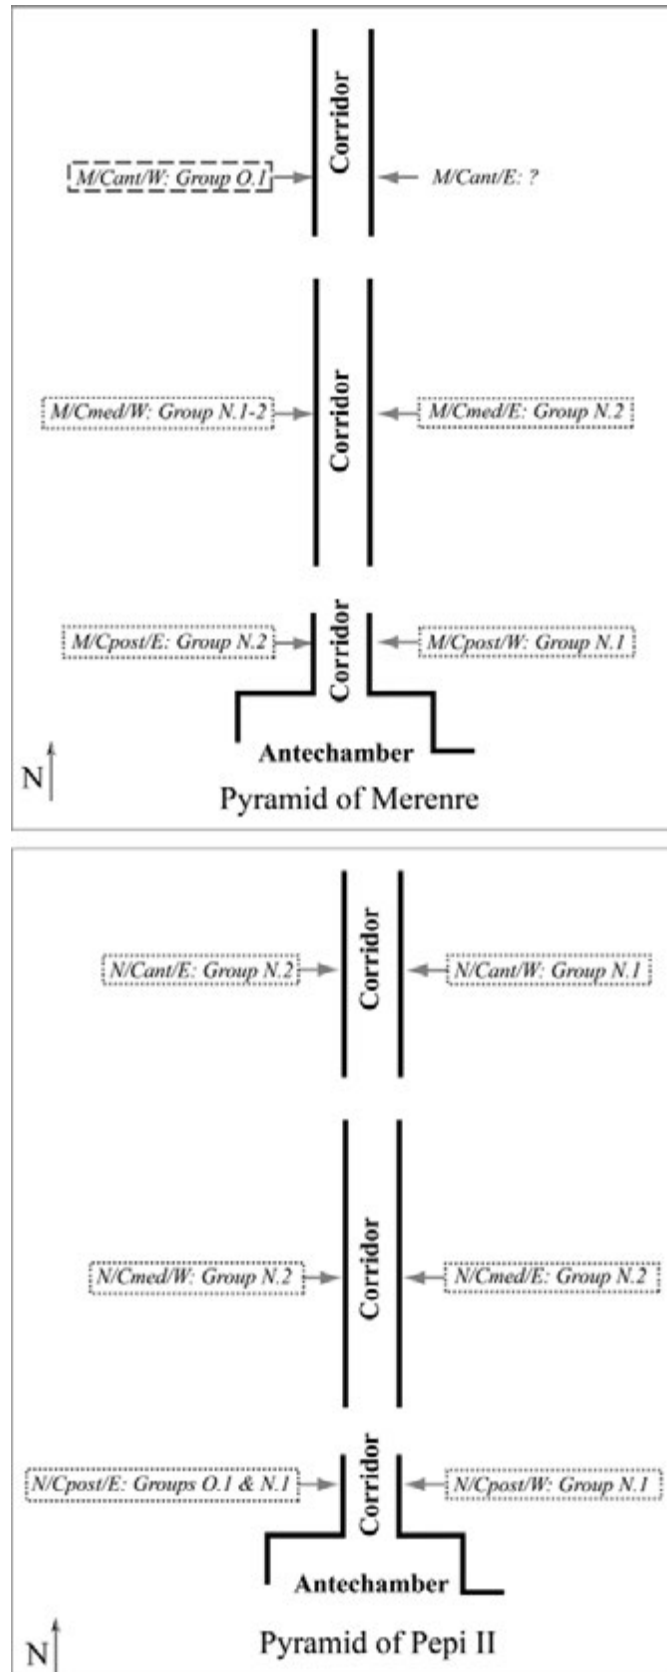 Corridor
M/Cant/W: Group O.1
M/Cant/E: ?
Corridor
M/Cmed/W: Group N.1-2
M/Cmed/E: Group N.2
Corridor
M/Cpost/E: Group N.2
M/Cpost/W: Group N.1
Antechamber
N
Pyramid of Merenre
Corridor
N/Cant/E: Group N.2
N/Cant/W: Group N.1
Corridor
N/Cmed/W: Group N.2
N/Cmed/E: Group N.2
Corridor
N/Cpost/E: Groups O.1 & N.1
N/Cpost/W: Group N.1
Antechamber
N
Pyramid of Pepi II